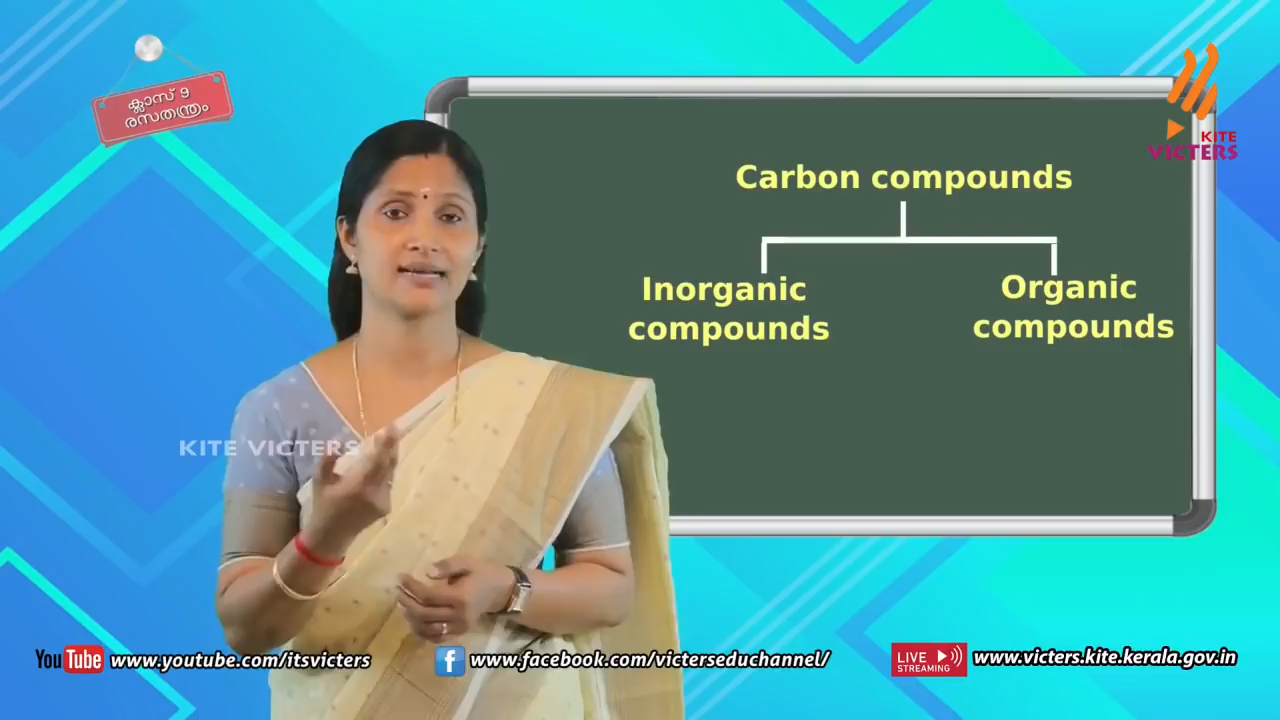 ക്ലാസ് 9
രസതന്ത്രം
KITE
VICTERS
Carbon compounds
Inorganic
compounds
Organic
compounds
KITE VICTERS
YouTube www.youtube.com/itsvicters
f www.facebook.com/victerseduchannel/
LIVE
STREAMING
www.victers.kite.kerala.gov.in